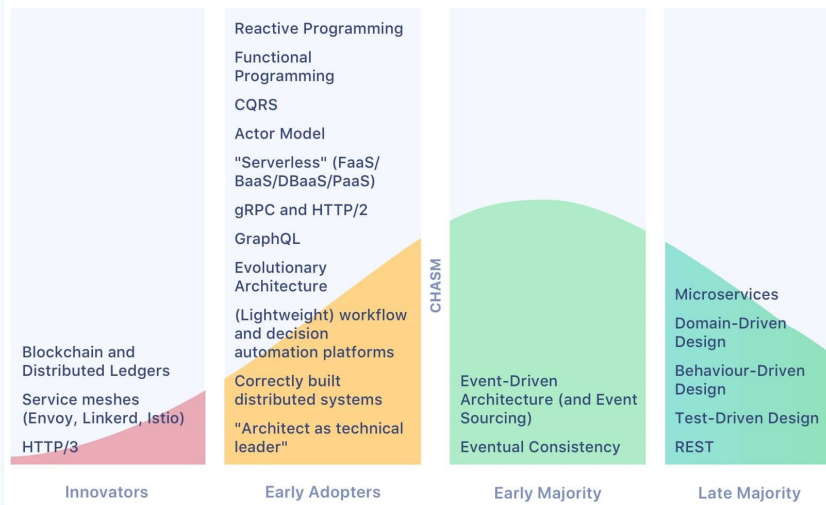 Blockchain and
Distributed Ledgers
Service meshes
(Envoy, Linkerd, Istio)
HTTP/3
Innovators
Reactive Programming
Functional
Programming
CQRS
Actor Model
"Serverless" (FaaS/
BaaS/DBaaS/PaaS)
gRPC and HTTP/2
GraphQL
Evolutionary
Architecture
(Lightweight) workflow
and decision
automation platforms
Correctly built
distributed systems
"Architect as technical
leader"
Early Adopters
CHASM
Event-Driven
Architecture (and Event
Sourcing)
Eventual Consistency
Early Majority
Microservices
Domain-Driven
Design
Behaviour-Driven
Design
Test-Driven Design
REST
Late Majority